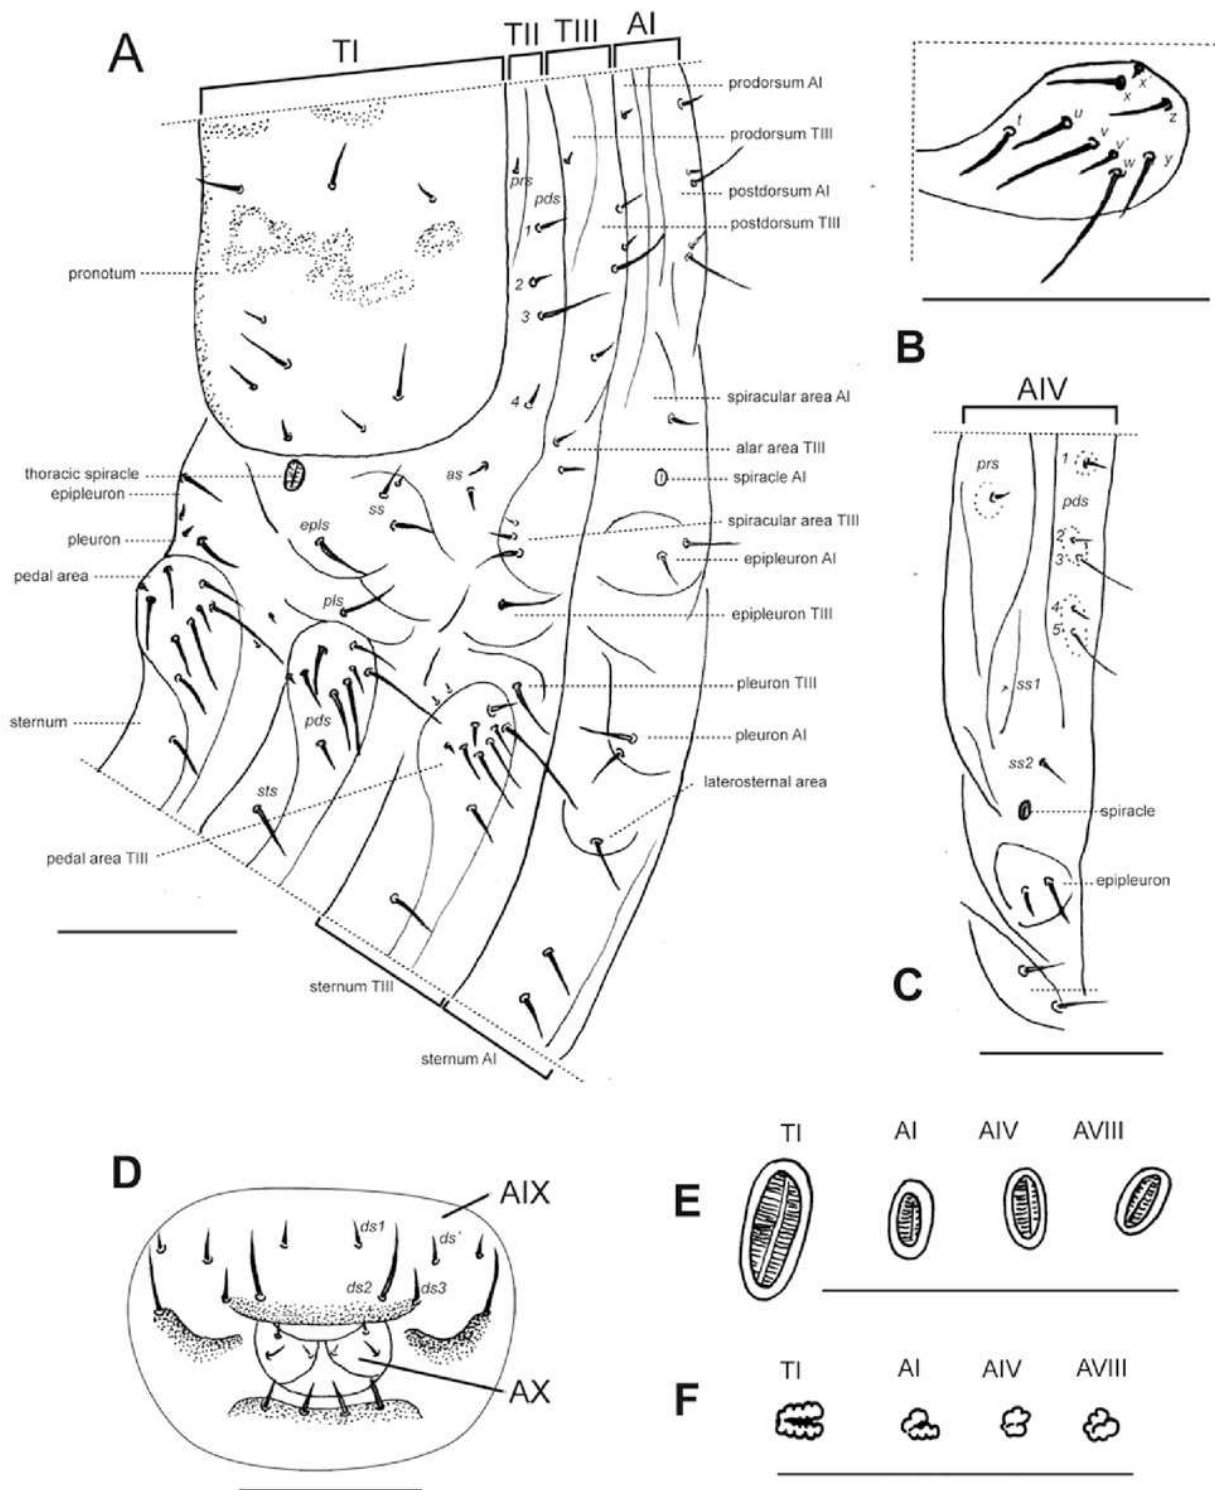 A
TI
TII
TIII
AI
prodorsum AI
prodorsum TIII
postdorsum AI
postdorsum TIII
prs
pds
1
2
3
4
pronotum
spiracular area AI
alar area TIII
spiracle AI
spiracular area TIII
epipleuron AI
epipleuron TIII
pleuron TIII
pleuron AI
laterosternal area
thoracic spiracle
epipleuron
pleuron
pedal area
sternum
pedal area TIII
as
ss
epls
pls
pds
sts
sternum TIII
sternum AI
x
x'
z
t
u
v
v'
w
y
B
AIV
prs
1
pds
2
3
4
5
ss1
ss2
spiracle
epipleuron
C
D
AIX
ds1
ds'
ds2
ds3
AX
E
TI
AI
AIV
AVIII
F
TI
AI
AIV
AVIII